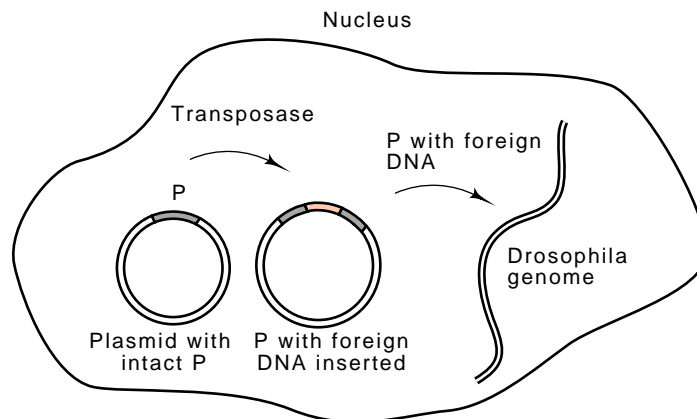 Nucleus
Transposase
P with foreign
DNA
P
Drosophila
genome
Plasmid with
intact P
P with foreign
DNA inserted